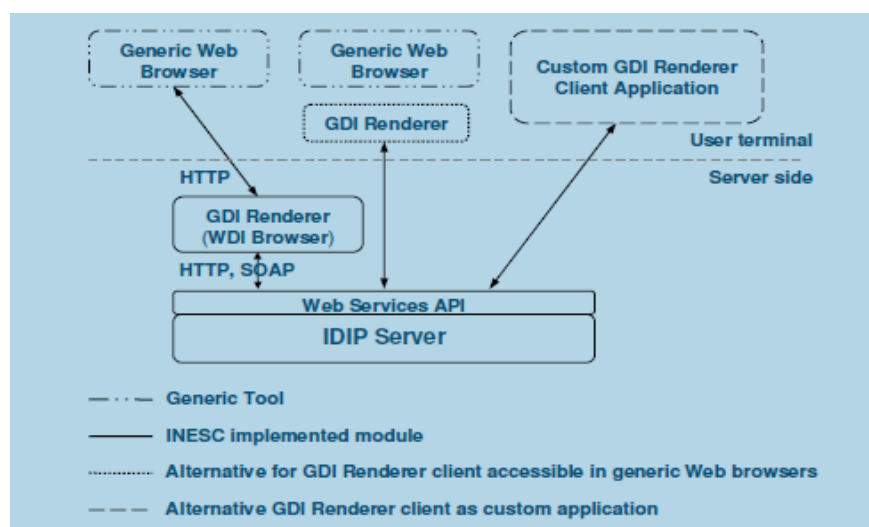 Generic Web
Browser
Generic Web
Browser
Custom GDI Renderer
Client Application
GDI Renderer
User terminal
HTTP
Server side
GDI Renderer
(WDI Browser)
HTTP, SOAP
Web Services API
IDIP Server
Generic Tool
INESC implemented module
Alternative for GDI Renderer client accessible in generic Web browsers
Alternative GDI Renderer client as custom application